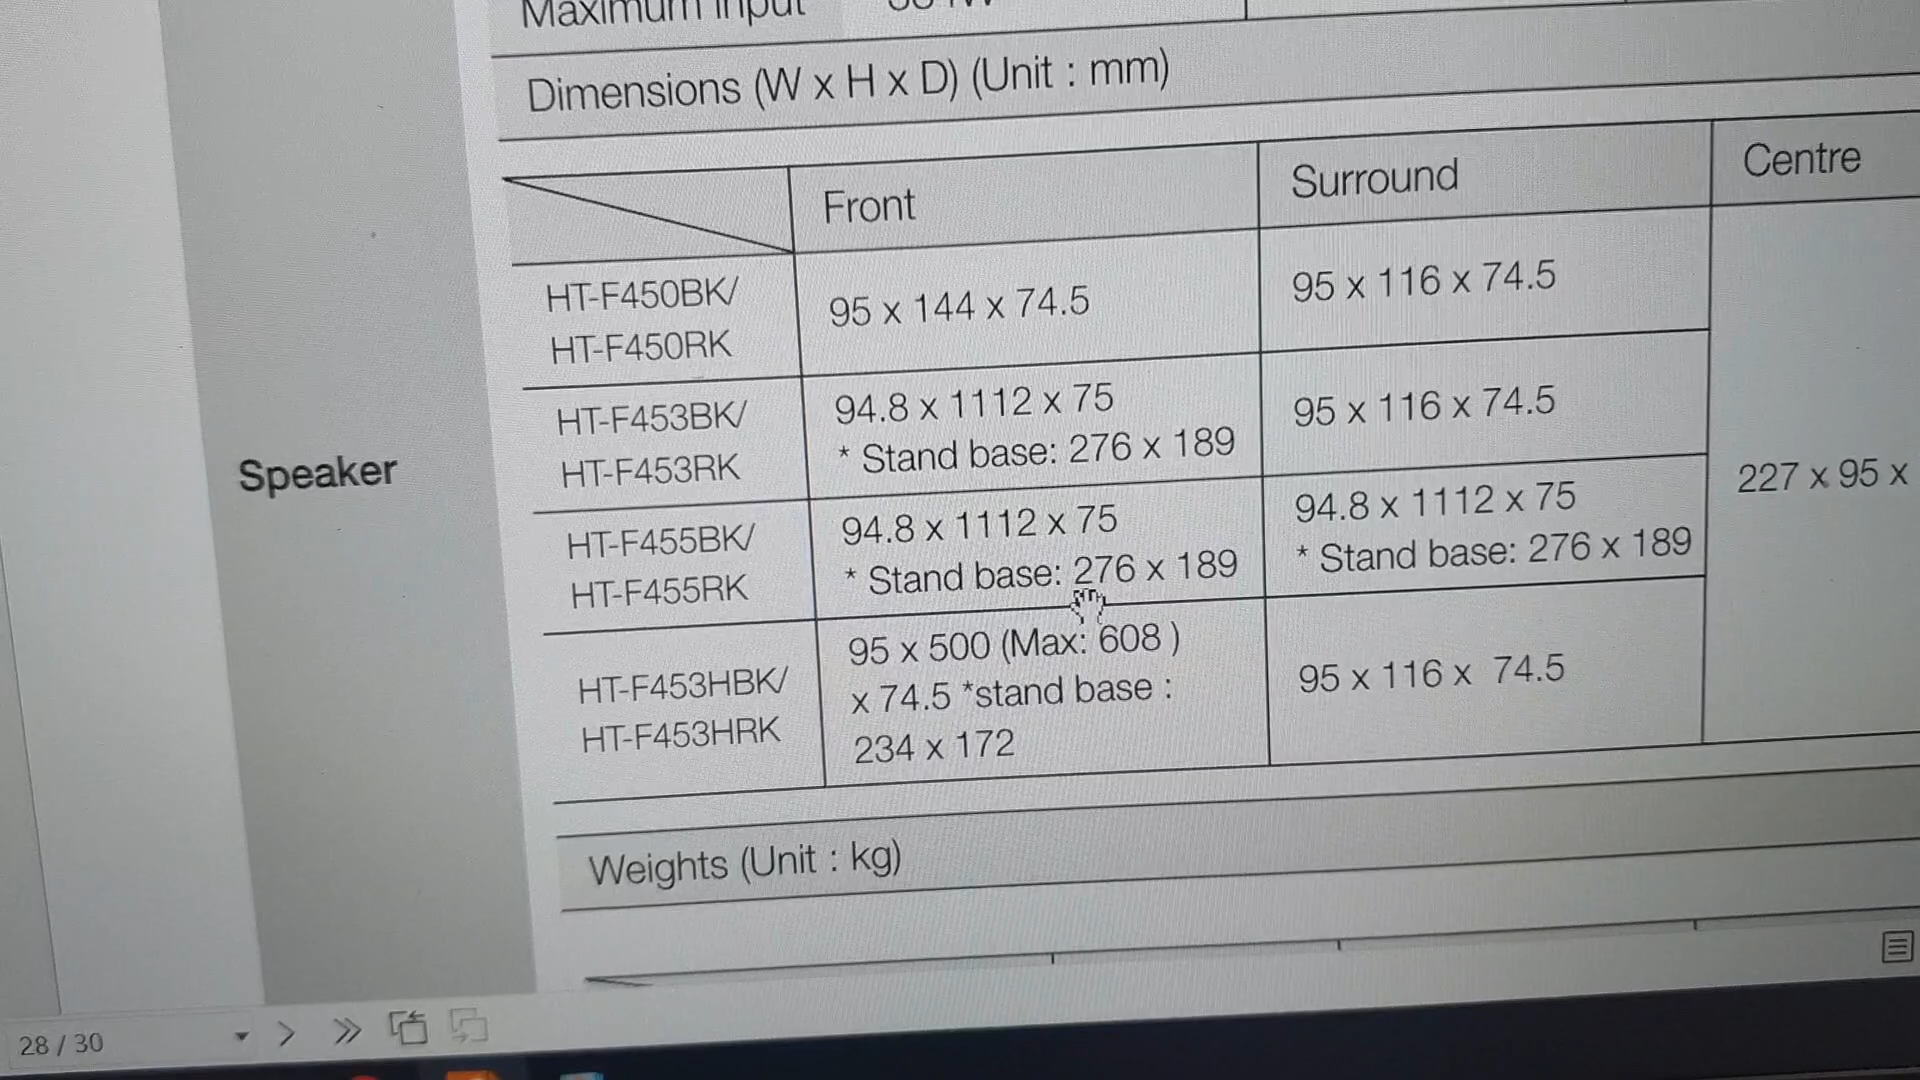 Maximum Input
Dimensions (W x H x D) (Unit : mm)
Front
Surround
Centre
Speaker
HT-F450BK/
HT-F450RK
95 x 144 x 74.5
95 x 116 x 74.5
HT-F453BK/
HT-F453RK
94.8 x 1112 x 75
* Stand base: 276 x 189
95 x 116 x 74.5
HT-F455BK/
HT-F455RK
94.8 x 1112 x 75
* Stand base: 276 x 189
94.8 x 1112 x 75
* Stand base: 276 x 189
HT-F453HBK/
HT-F453HRK
95 x 500 (Max: 608 )
x 74.5 *stand base :
234 x 172
95 x 116 x 74.5
227 x 95 x
Weights (Unit : kg)
28 / 30